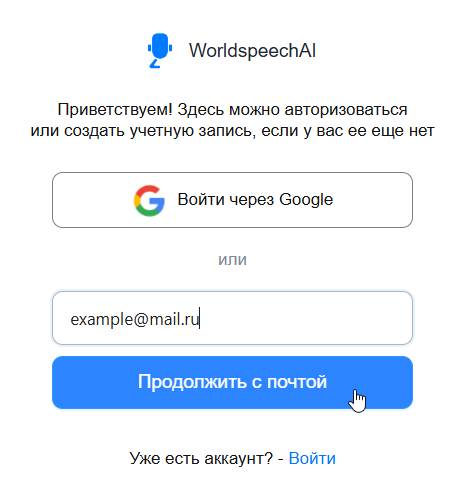 WorldspeechAI
Приветствуем! Здесь можно авторизоваться
или создать учетную запись, если у вас ее еще нет
Войти через Google
или
example@mail.ru
Продолжить с почтой
Уже есть аккаунт? - Войти